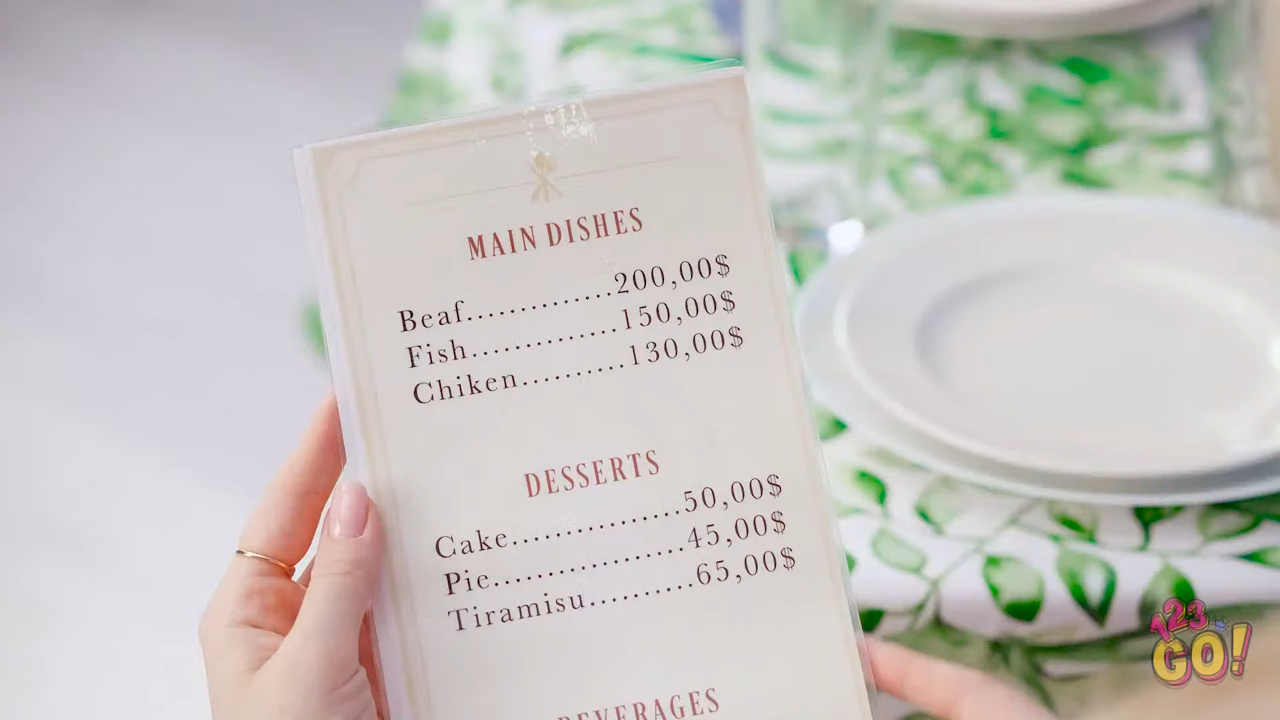 MAIN DISHES
Beaf.............200,00$
Fish.............150,00$
Chiken..........130,00$
DESSERTS
Cake...............50,00$
Pie.................45,00$
Tiramisu.........65,00$
BEVERAGES
123
GO!